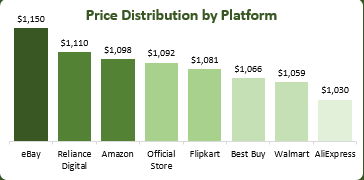 Price Distribution by Platform
$1,150
$1,110
$1,098
$1,092
$1,081
$1,066
$1,059
$1,030
eBay
Reliance
Digital
Amazon
Official
Store
Flipkart
Best Buy
Walmart
AliExpress